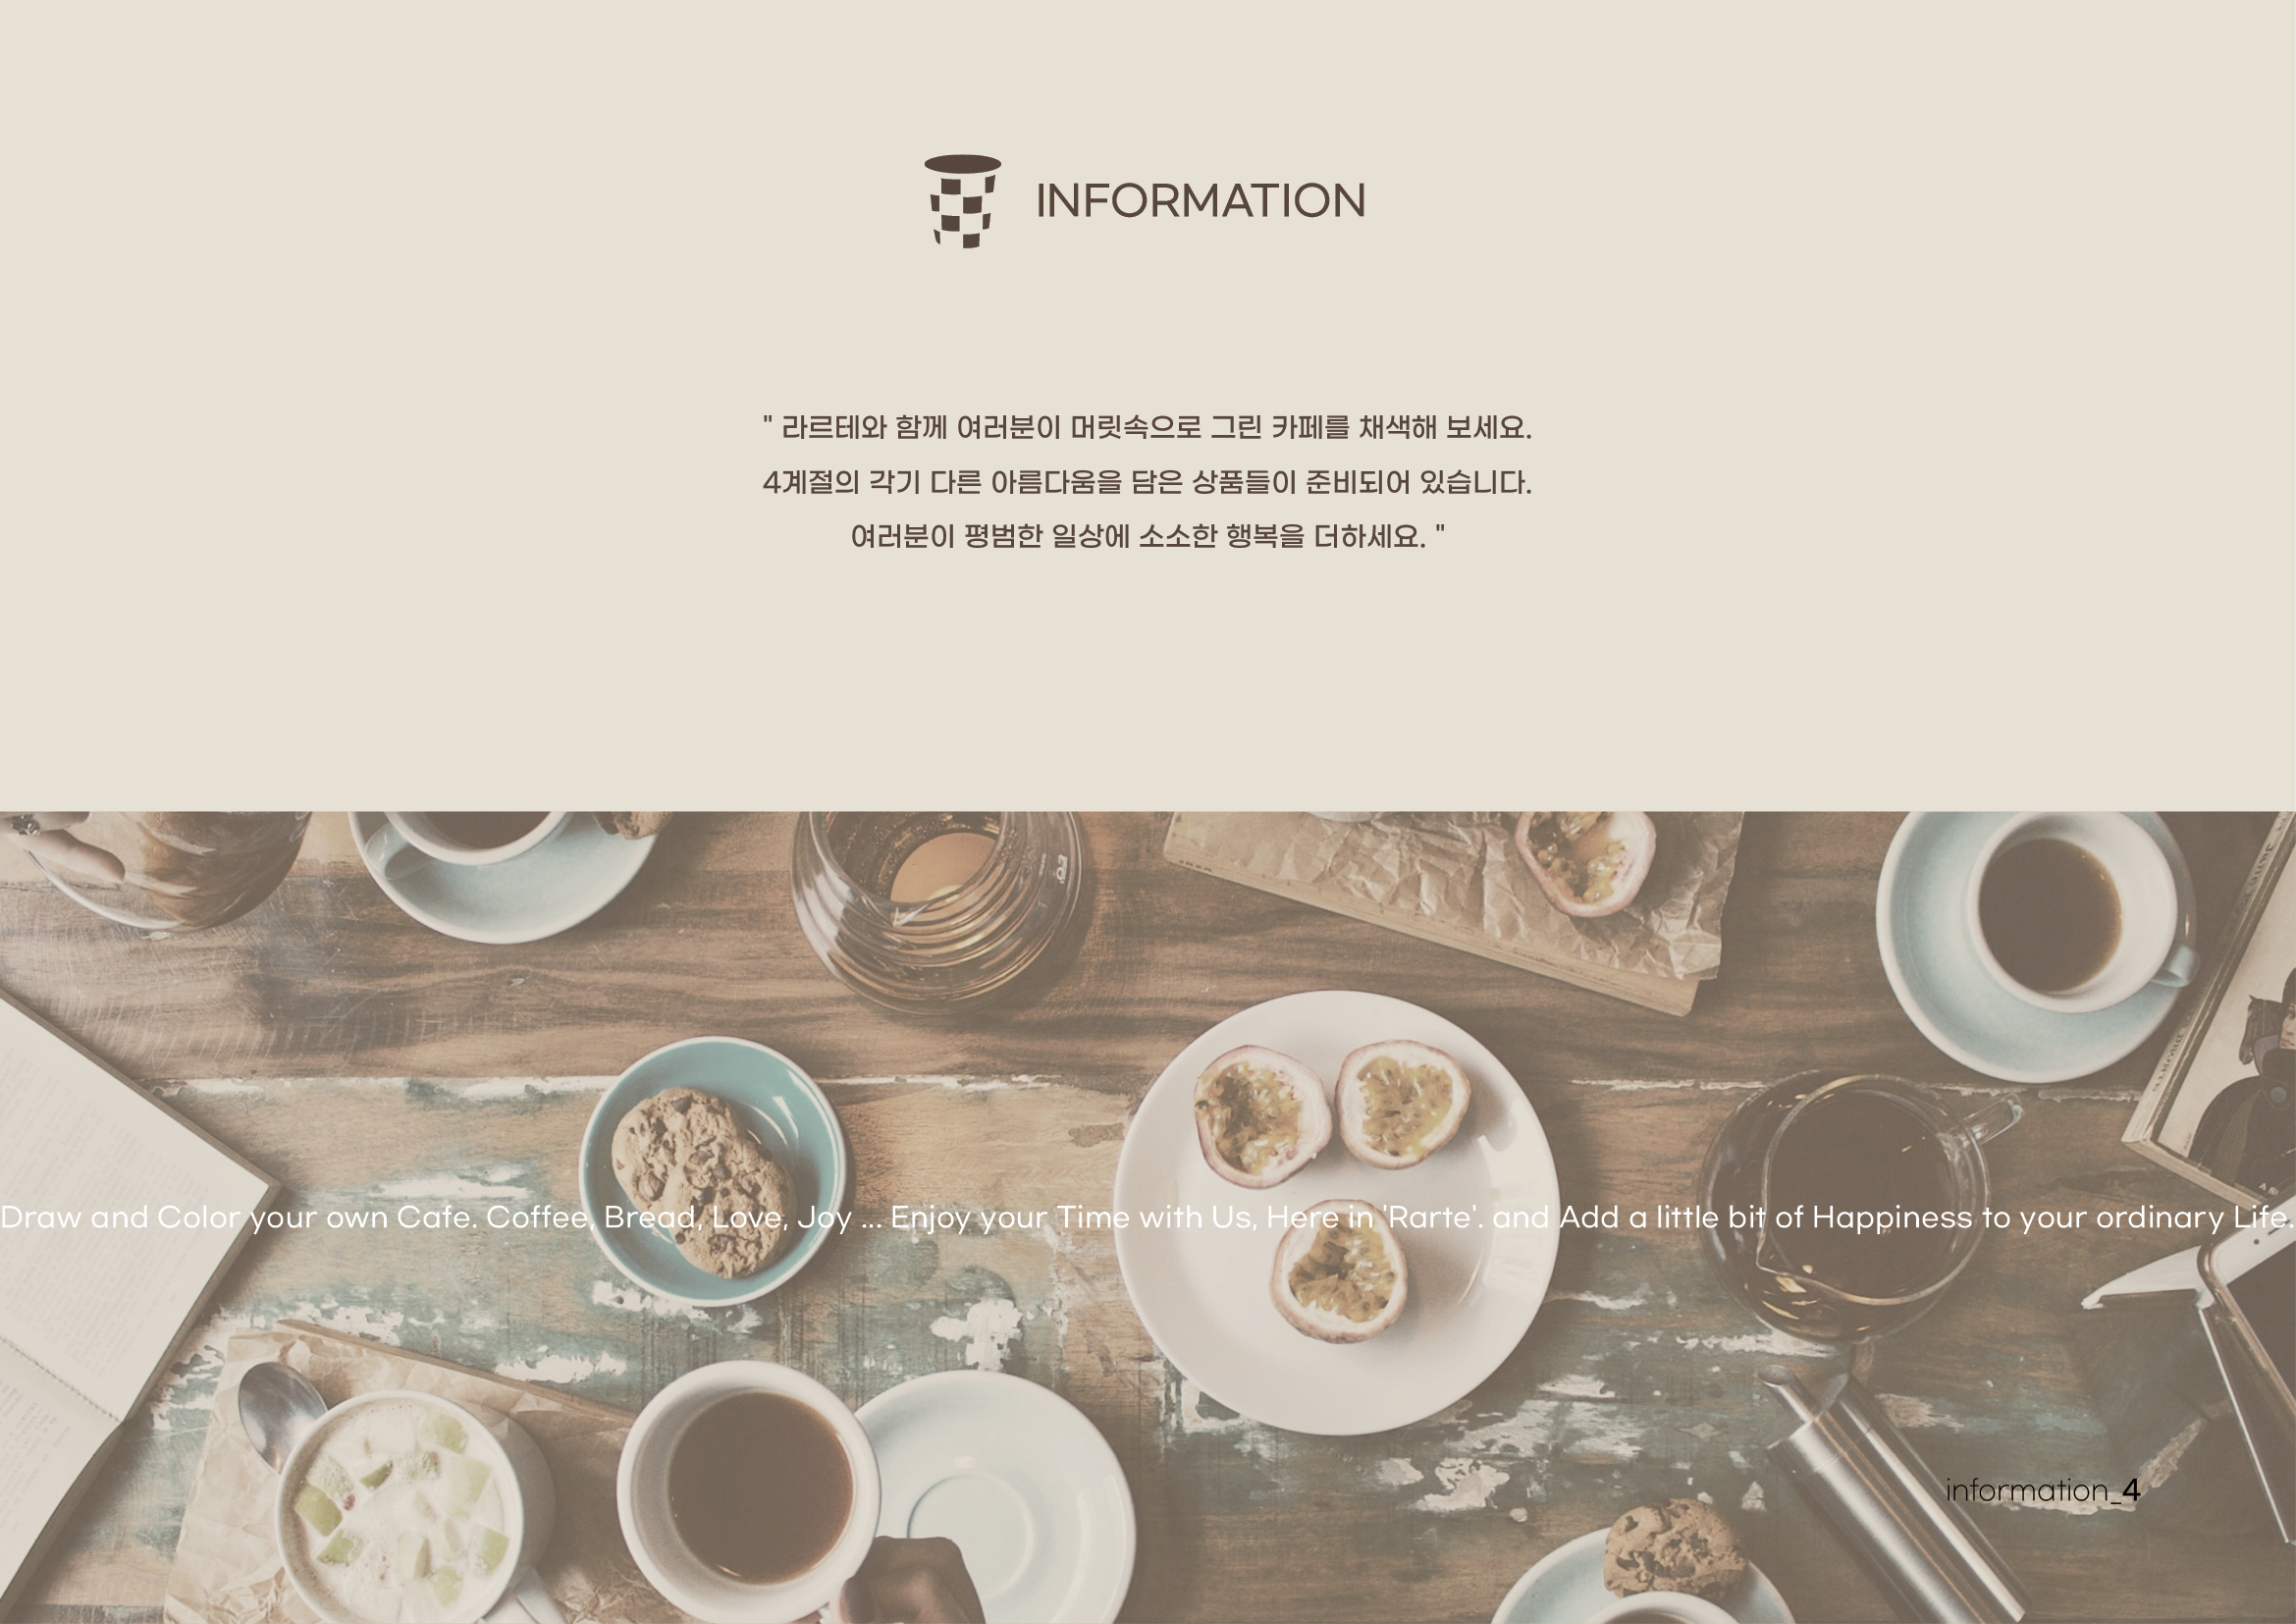 INFORMATION
" 라르테와 함께 여러분이 머릿속으로 그린 카페를 채색해 보세요.
4계절의 각기 다른 아름다움을 담은 상품들이 준비되어 있습니다.
여러분이 평범한 일상에 소소한 행복을 더하세요. "
IKEA
Draw and Color your own Cafe. Coffee, Bread, Love, Joy ... Enjoy your Time with Us, Here in 'Rarte'. and Add a little bit of Happiness to your ordinary Life.
information_4